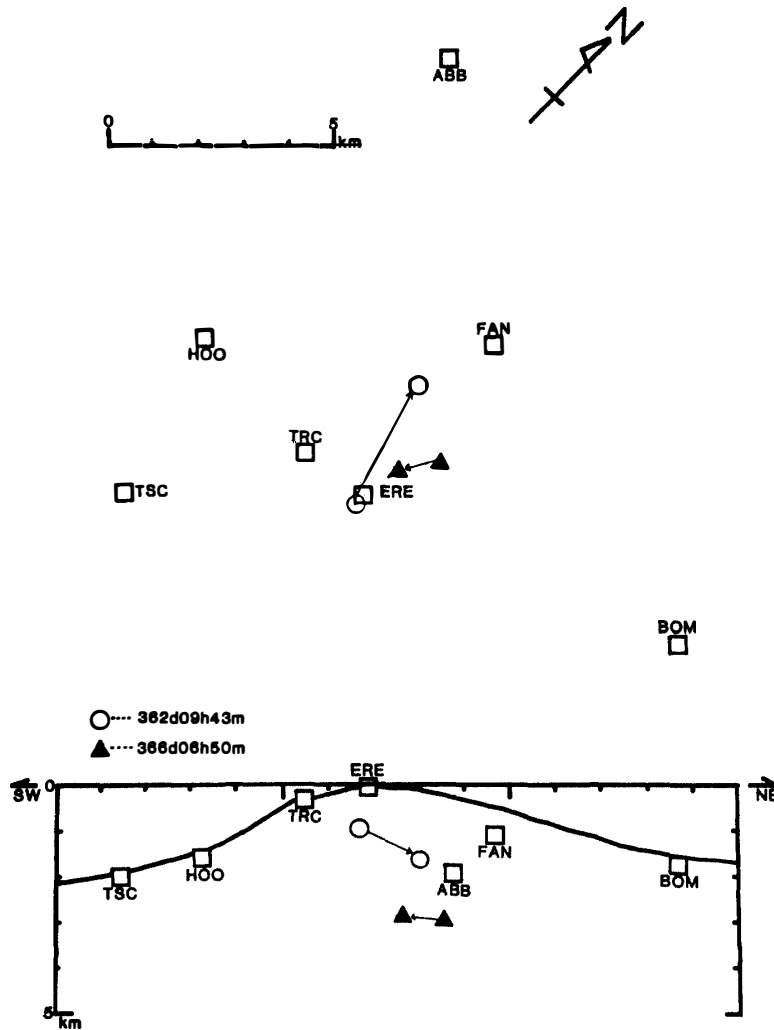 N
ABB
0 5
km
FAN
HOO
TRC
TSC
ERE
BOM
---- 362d09h43m
---- 366d06h50m
ERE
0
SW
NE
TRC
FAN
HOO
ABB
TSC
BOM
5
km